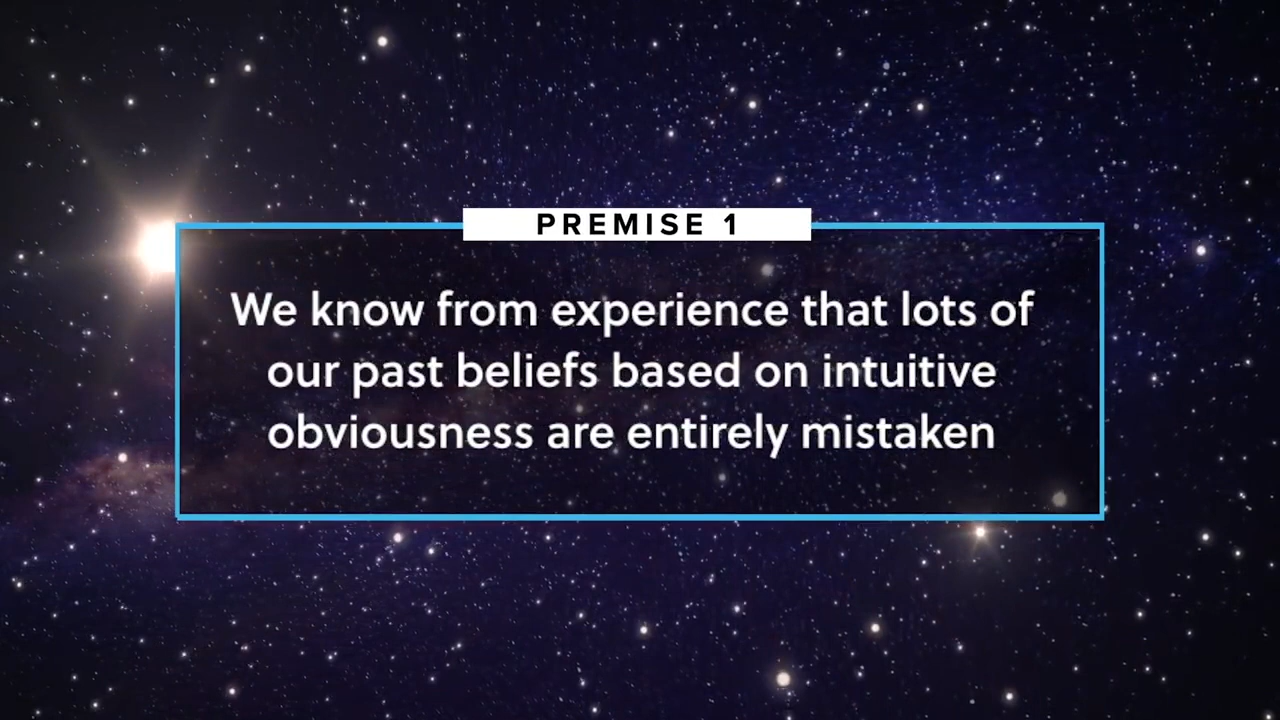 PREMISE 1
We know from experience that lots of
our past beliefs based on intuitive
obviousness are entirely mistaken